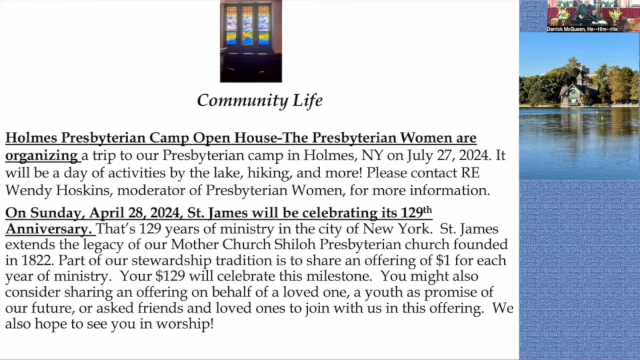 Derrick McQueen, He~Him~His
Community Life
Holmes Presbyterian Camp Open House-The Presbyterian Women are
organizing a trip to our Presbyterian camp in Holmes, NY on July 27, 2024. It
will be a day of activities by the lake, hiking, and more! Please contact RE
Wendy Hoskins, moderator of Presbyterian Women, for more information.
On Sunday, April 28, 2024, St. James will be celebrating its 129th
Anniversary. That’s 129 years of ministry in the city of New York. St. James
extends the legacy of our Mother Church Shiloh Presbyterian church founded
in 1822. Part of our stewardship tradition is to share an offering of $1 for each
year of ministry. Your $129 will celebrate this milestone. You might also
consider sharing an offering on behalf of a loved one, a youth as promise of
our future, or asked friends and loved ones to join with us in this offering. We
also hope to see you in worship!